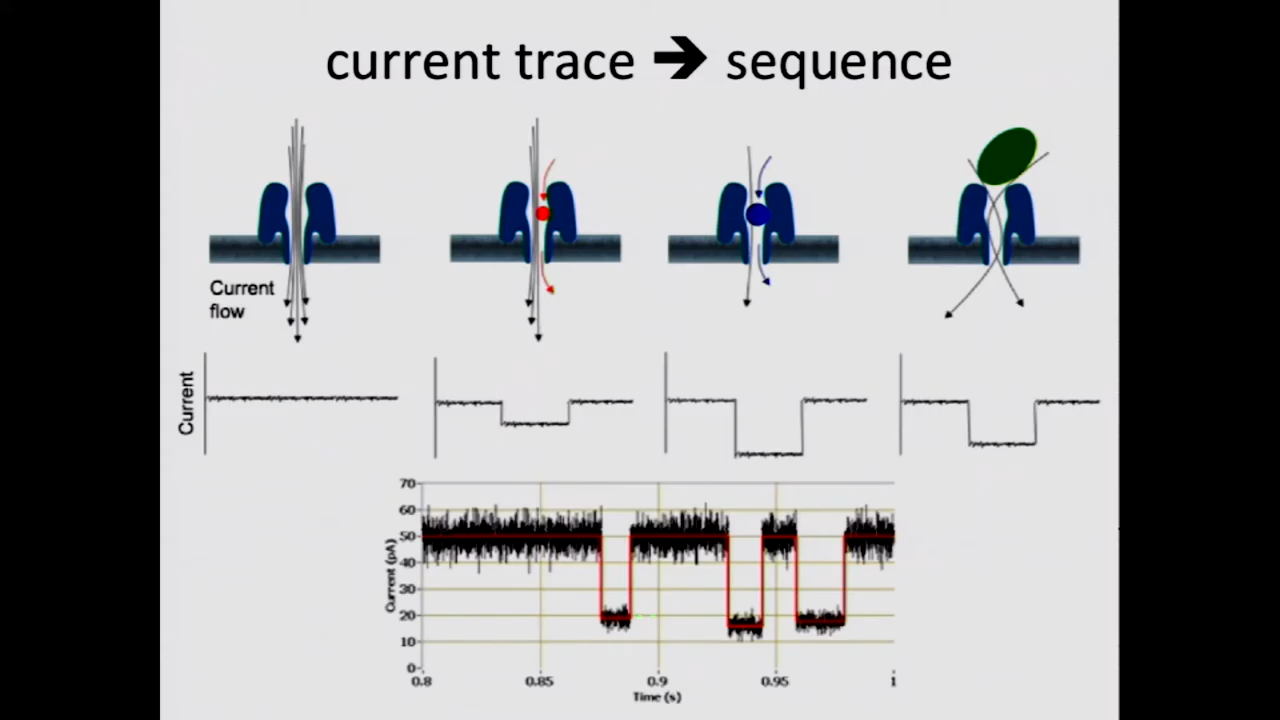 current trace ➔ sequence
Current
flow
Current
70
60
50
40
30
20
10
0
Current (pA)
0.8 0.85 0.9 0.95 1
Time (s)